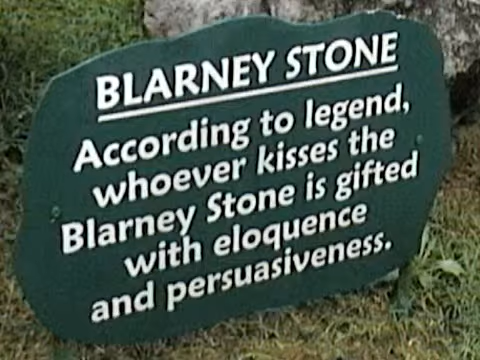 BLARNEY STONE
According to legend,
whoever kisses the
Blarney Stone is gifted
with eloquence
and persuasiveness.